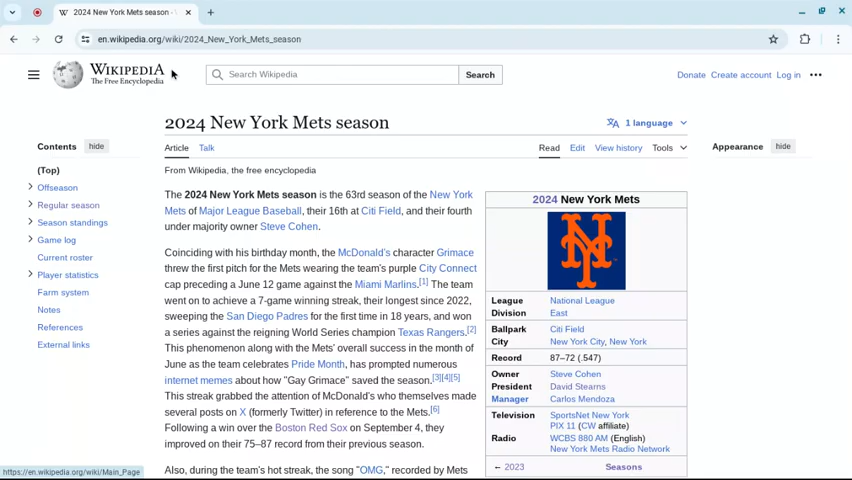 2024 New York Mets season -
en.wikipedia.org/wiki/2024_New_York_Mets_season
WIKIPEDIA
The Free Encyclopedia
Search Wikipedia
Search
Donate Create account Log in
2024 New York Mets season
1 language
Contents hide
Article Talk
Read Edit View history Tools
Appearance hide
(Top)
Offseason
Regular season
Season standings
Game log
Current roster
Player statistics
Farm system
Notes
References
External links
From Wikipedia, the free encyclopedia
The 2024 New York Mets season is the 63rd season of the New York
Mets of Major League Baseball, their 16th at Citi Field, and their fourth
under majority owner Steve Cohen.
Coinciding with his birthday month, the McDonald's character Grimace
threw the first pitch for the Mets wearing the team's purple City Connect
cap preceding a June 12 game against the Miami Marlins.[1] The team
went on to achieve a 7-game winning streak, their longest since 2022,
sweeping the San Diego Padres for the first time in 18 years, and won
a series against the reigning World Series champion Texas Rangers.[2]
This phenomenon along with the Mets' overall success in the month of
June as the team celebrates Pride Month, has prompted numerous
internet memes about how "Gay Grimace" saved the season.[3][4][5]
This streak grabbed the attention of McDonald's who themselves made
several posts on X (formerly Twitter) in reference to the Mets.[6]
Following a win over the Boston Red Sox on September 4, they
improved on their 75–87 record from their previous season.
Also, during the team's hot streak, the song "OMG," recorded by Mets
2024 New York Mets
NY
League National League
Division East
Ballpark Citi Field
City New York City, New York
Record 87–72 (.547)
Owner Steve Cohen
President David Stearns
Manager Carlos Mendoza
Television SportsNet New York
PIX 11 (CW affiliate)
Radio WCBS 880 AM (English)
New York Mets Radio Network
← 2023 Seasons
https://en.wikipedia.org/wiki/Main_Page